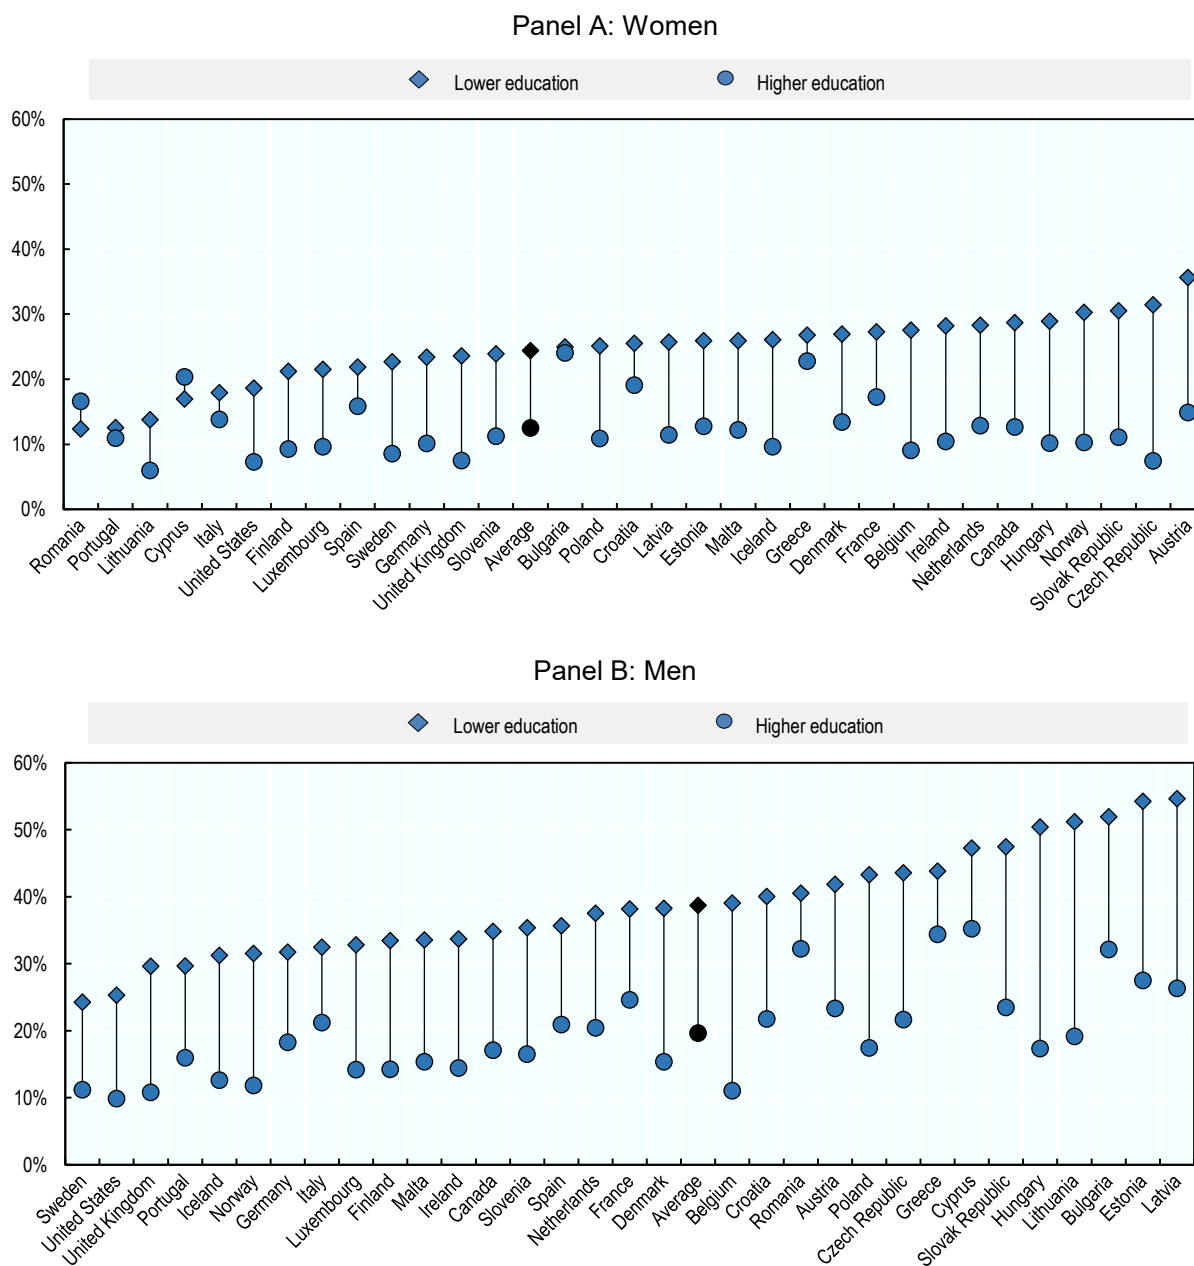 Panel A: Women
Lower education
Higher education
60%
50%
40%
30%
20%
10%
0%
Romania
Portugal
Lithuania
Cyprus
Italy
United States
Finland
Luxembourg
Spain
Sweden
Germany
United Kingdom
Slovenia
Average
Bulgaria
Poland
Croatia
Latvia
Estonia
Malta
Iceland
Greece
Denmark
France
Belgium
Ireland
Netherlands
Canada
Hungary
Norway
Slovak Republic
Czech Republic
Austria
Panel B: Men
Lower education
Higher education
60%
50%
40%
30%
20%
10%
0%
Sweden
United States
United Kingdom
Portugal
Iceland
Norway
Germany
Italy
Luxembourg
Finland
Malta
Ireland
Canada
Slovenia
Spain
Netherlands
France
Denmark
Average
Belgium
Croatia
Romania
Austria
Poland
Czech Republic
Greece
Cyprus
Slovak Republic
Hungary
Lithuania
Bulgaria
Estonia
Latvia